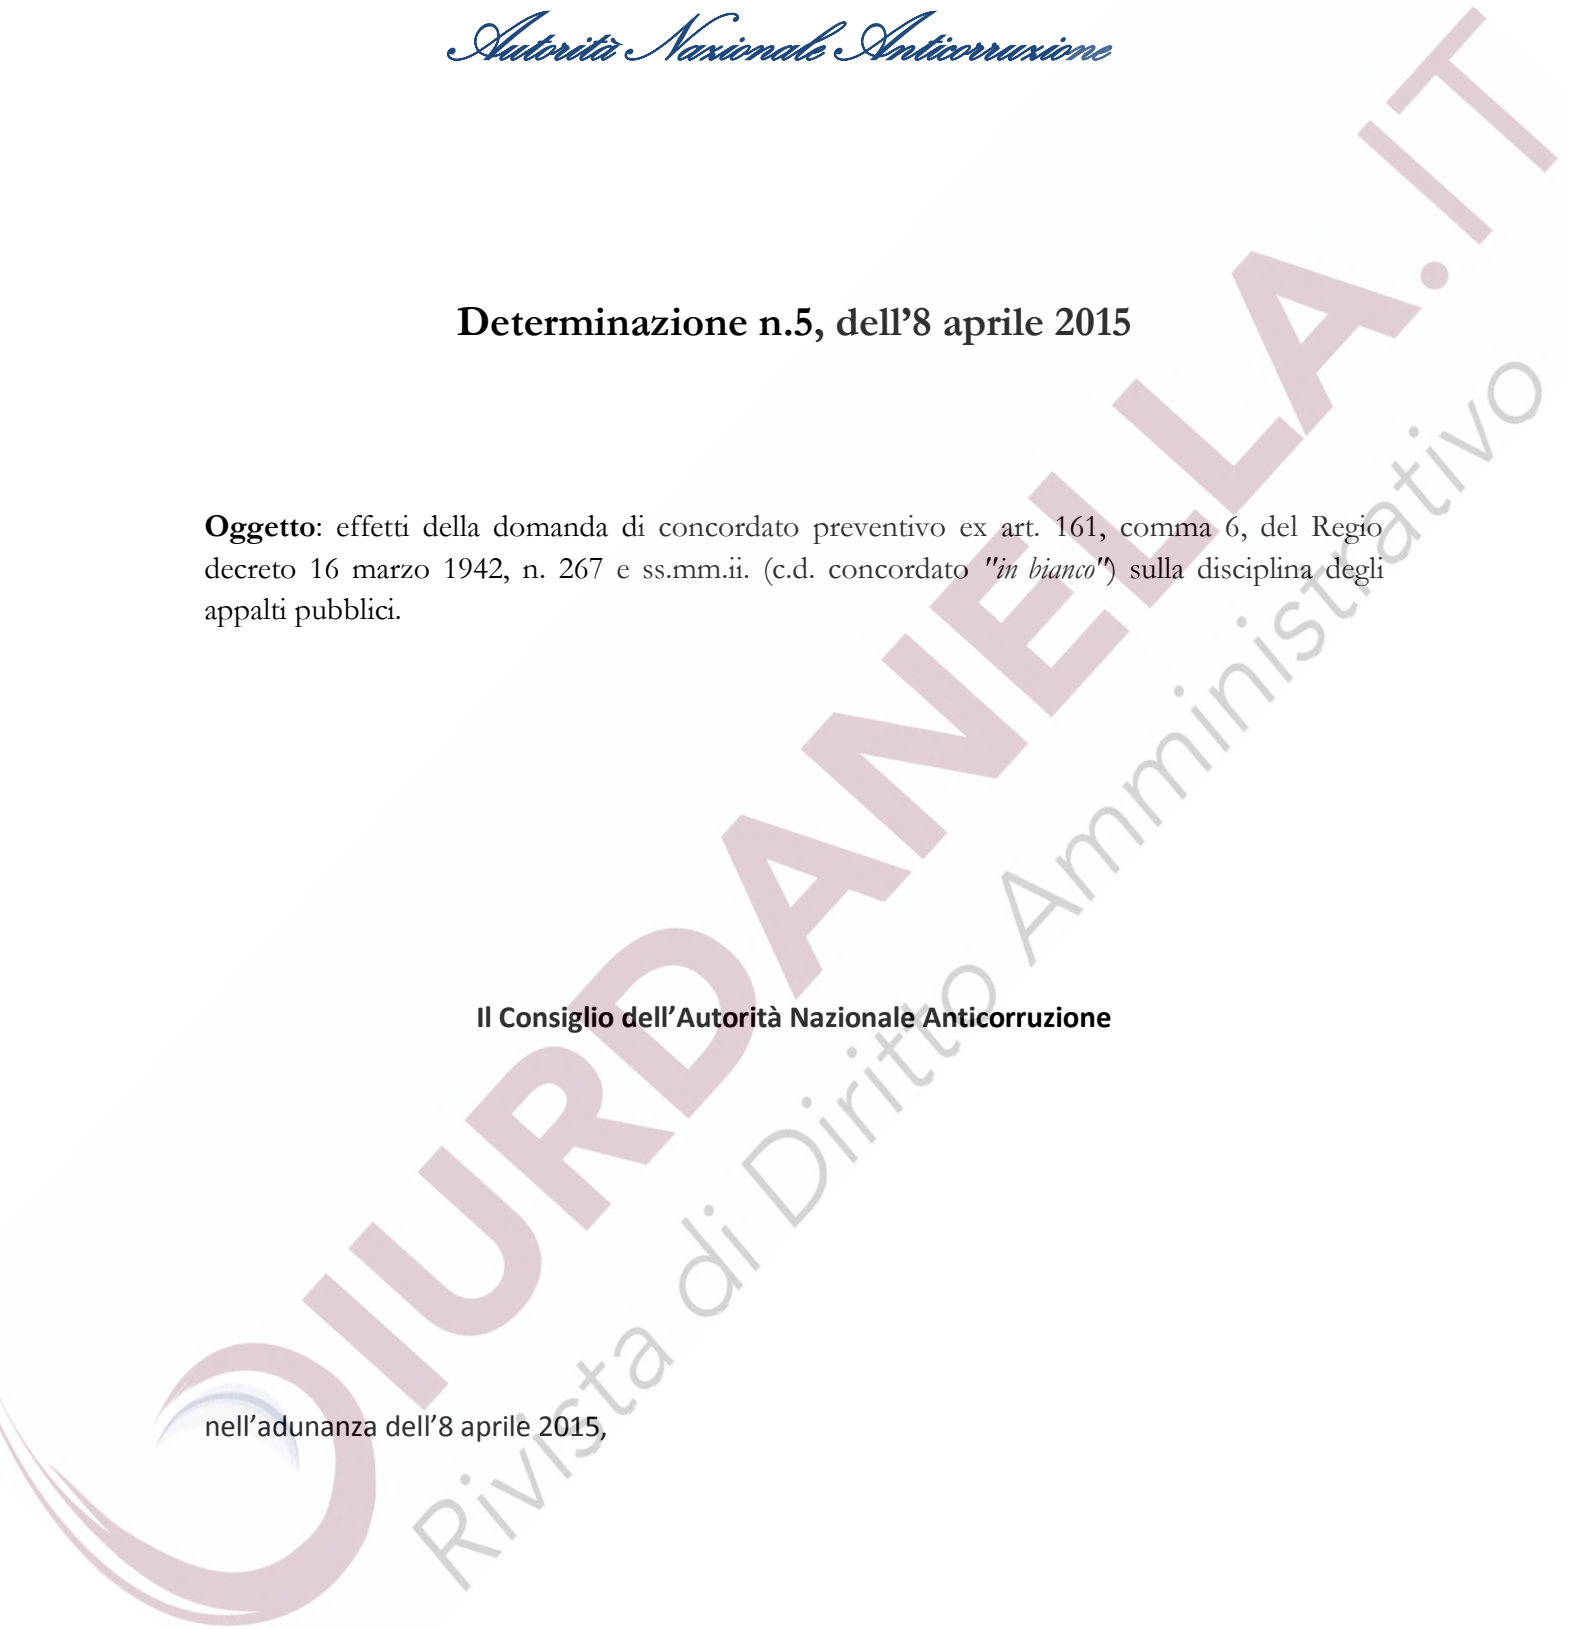 Autorità Nazionale Anticorruzione
Determinazione n.5, dell’8 aprile 2015
Oggetto: effetti della domanda di concordato preventivo ex art. 161, comma 6, del Regio
decreto 16 marzo 1942, n. 267 e ss.mm.ii. (c.d. concordato "in bianco") sulla disciplina degli
appalti pubblici.
Il Consiglio dell’Autorità Nazionale Anticorruzione
nell’adunanza dell’8 aprile 2015,
GIURDANELLA.IT
Rivista di Diritto Amministrativo